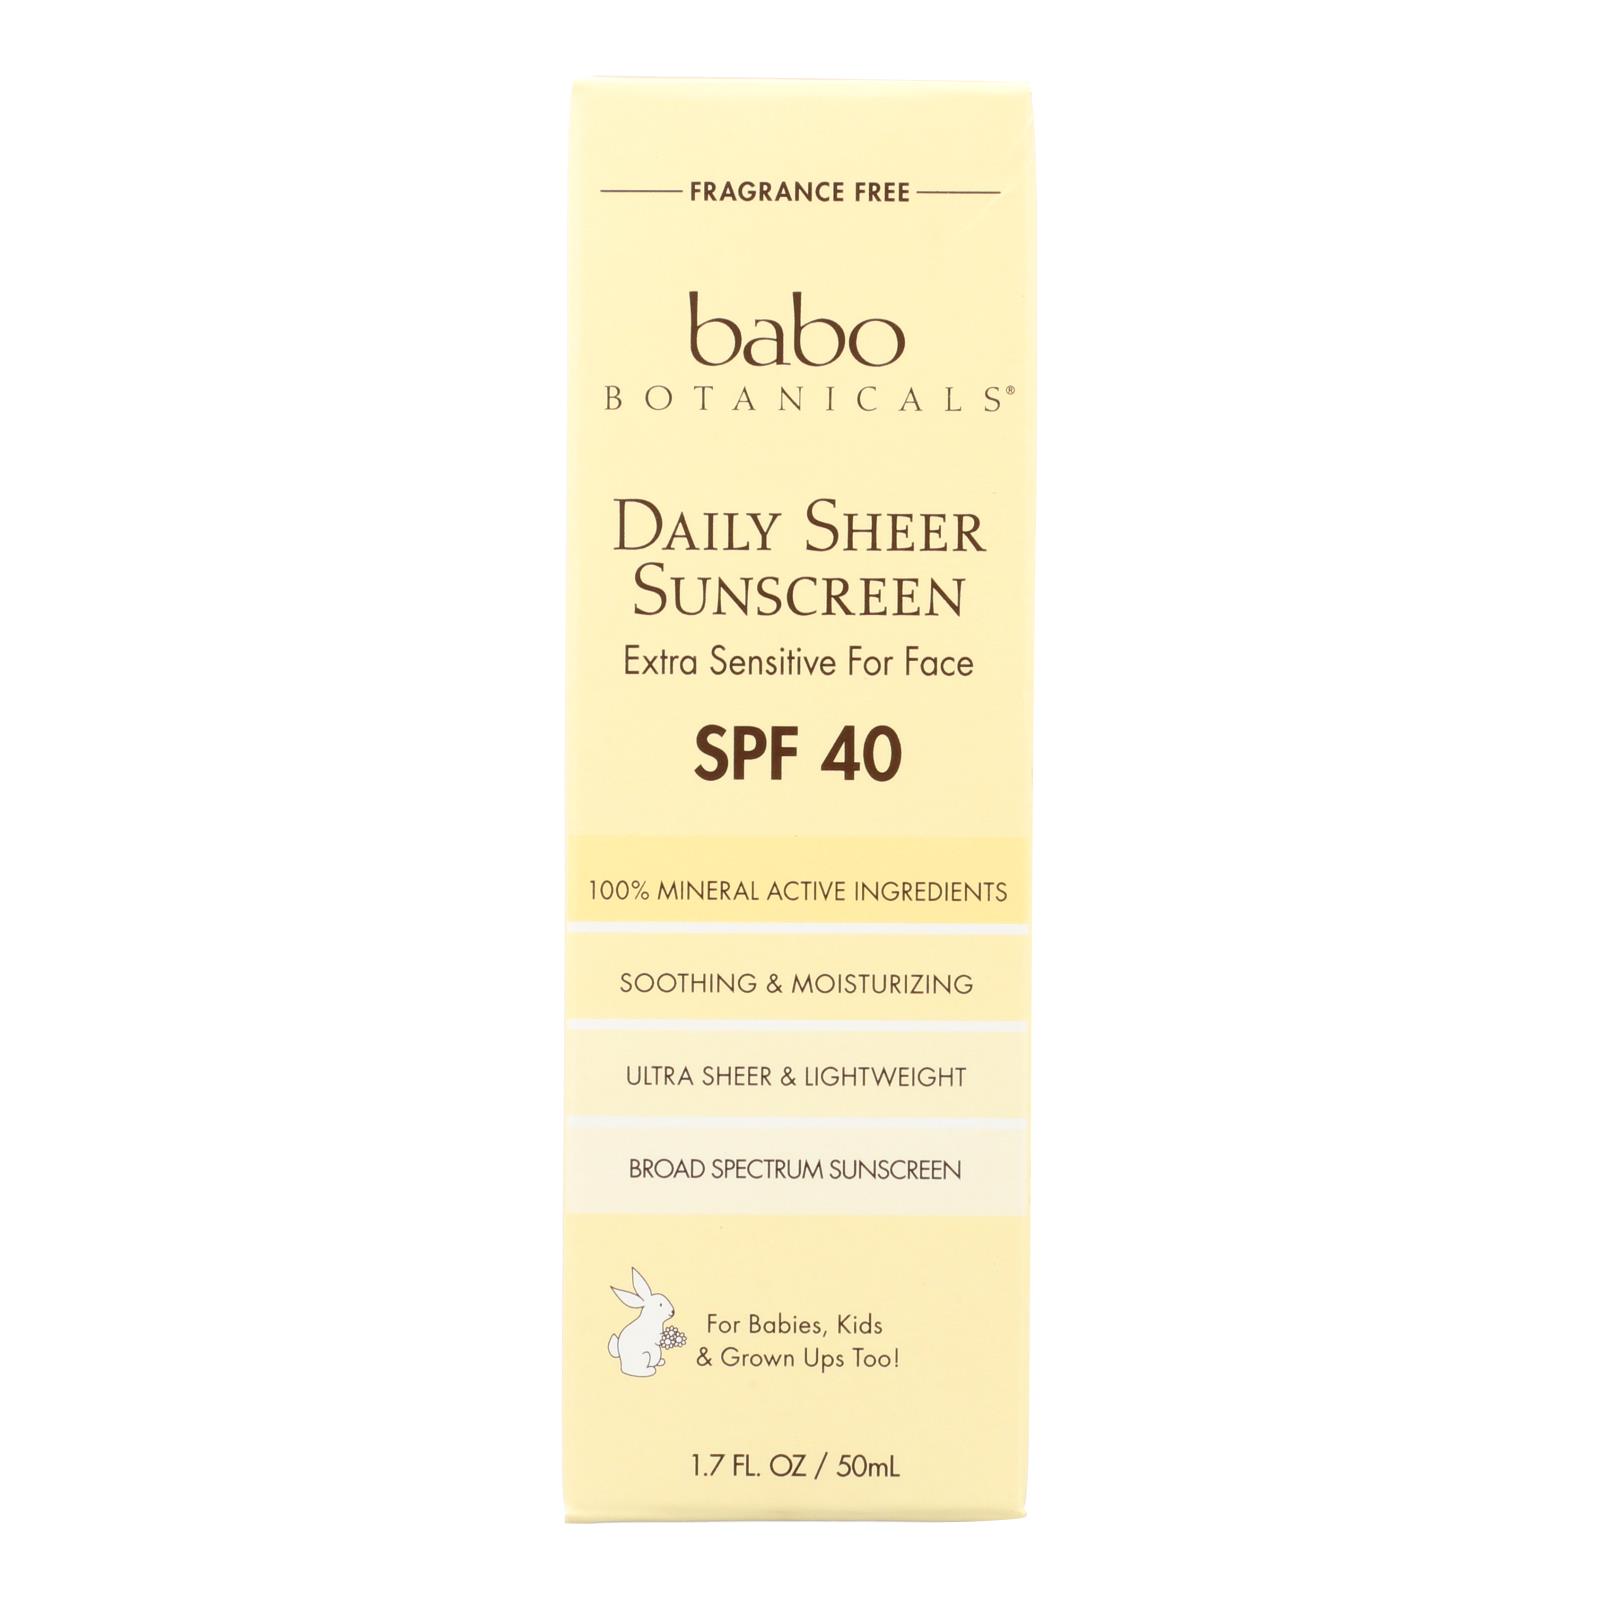 FRAGRANCE FREE
babo
BOTANICALS®
DAILY SHEER
SUNSCREEN
Extra Sensitive For Face
SPF 40
100% MINERAL ACTIVE INGREDIENTS
SOOTHING & MOISTURIZING
ULTRA SHEER & LIGHTWEIGHT
BROAD SPECTRUM SUNSCREEN
For Babies, Kids
& Grown Ups Too!
1.7 FL. OZ / 50mL